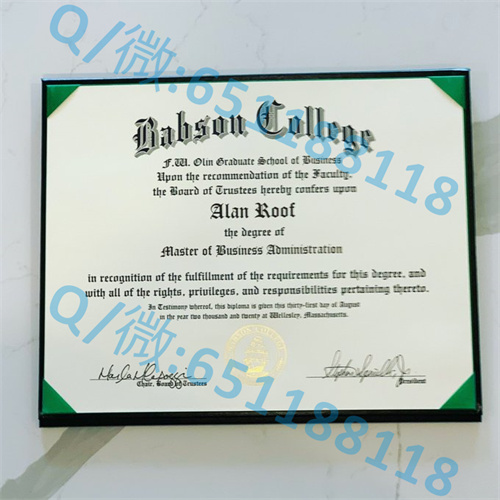 Q/微:651188118
Babson College
F.W. Olin Graduate School of Business
Upon the recommendation of the Faculty,
the Board of Trustees hereby confers upon
Alan Roof
the degree of
Master of Business Administration
in recognition of the fulfillment of the requirements for this degree, and
with all of the rights, privileges, and responsibilities pertaining thereto.
In Testimony whereof, this diploma is given this thirty-first day of August
in the year two thousand and twenty at Wellesley, Massachusetts.
Chair, Board of Trustees
President
Q/微:651188118